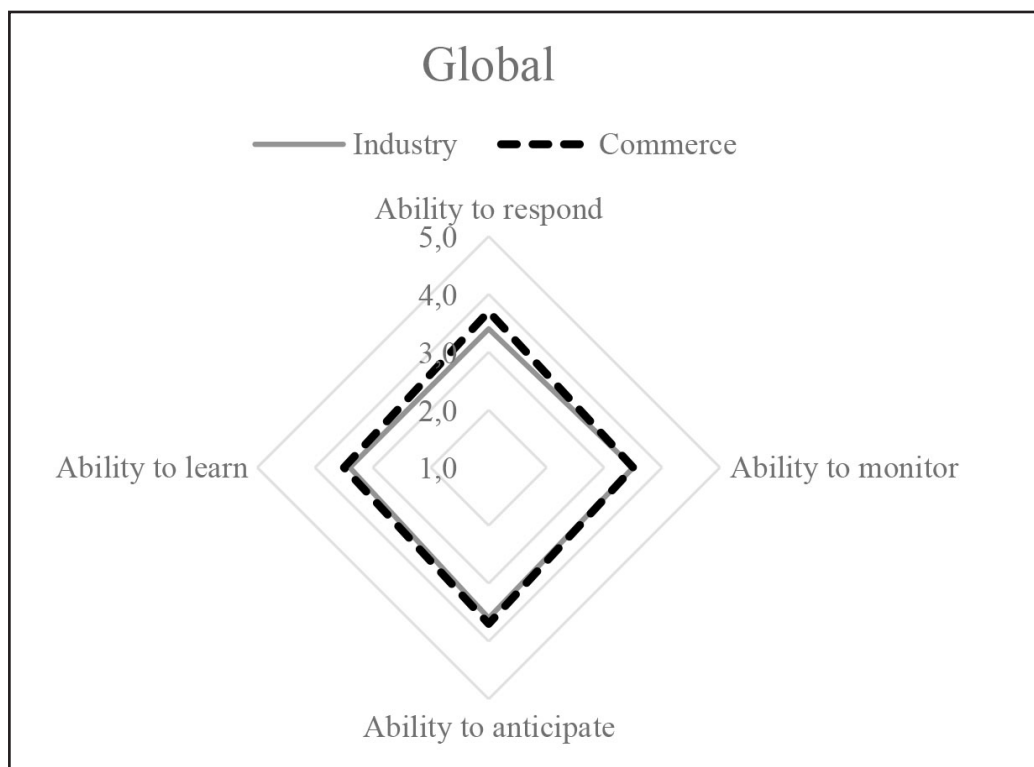 Global
Industry Commerce
Ability to respond
5,0
4,0
3,0
2,0
Ability to learn 1,0 Ability to monitor
Ability to anticipate